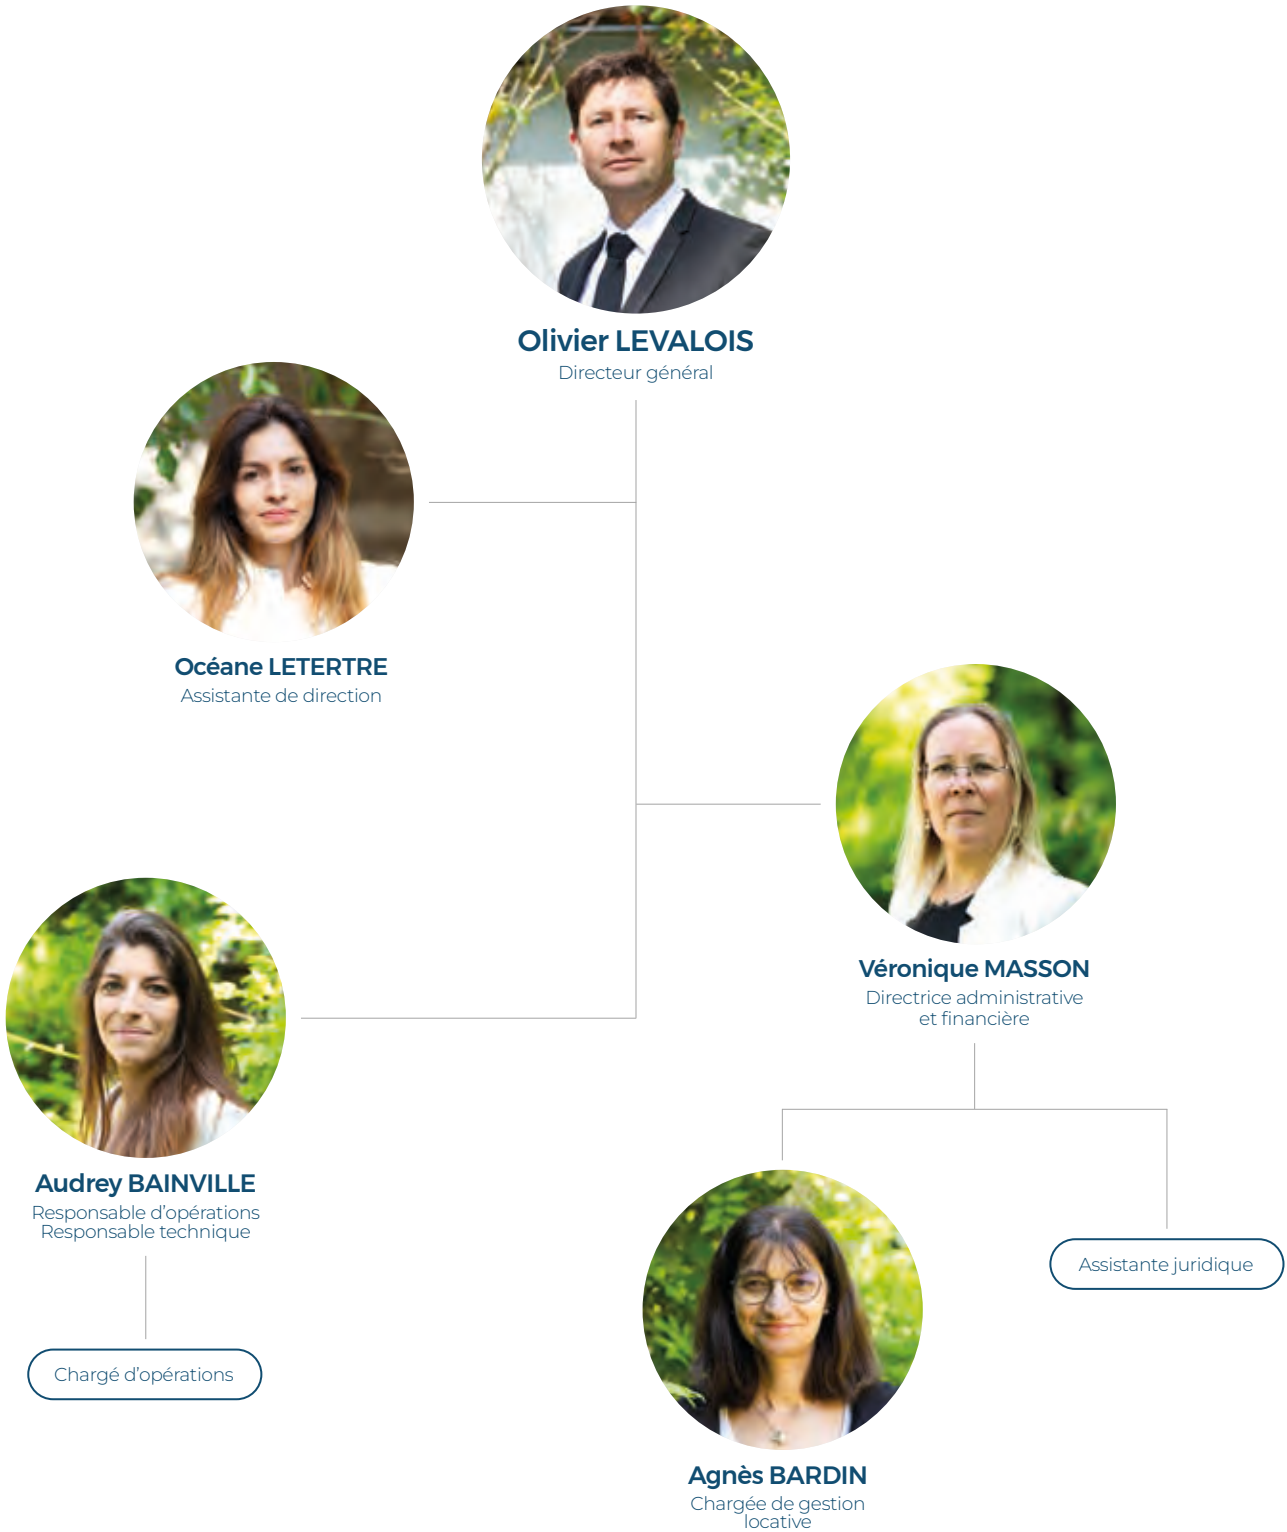 Olivier LEVALOIS
Directeur général
Océane LETERTRE
Assistante de direction
Véronique MASSON
Directrice administrative
et financière
Audrey BAINVILLE
Responsable d’opérations
Responsable technique
Assistante juridique
Chargé d’opérations
Agnès BARDIN
Chargée de gestion
locative